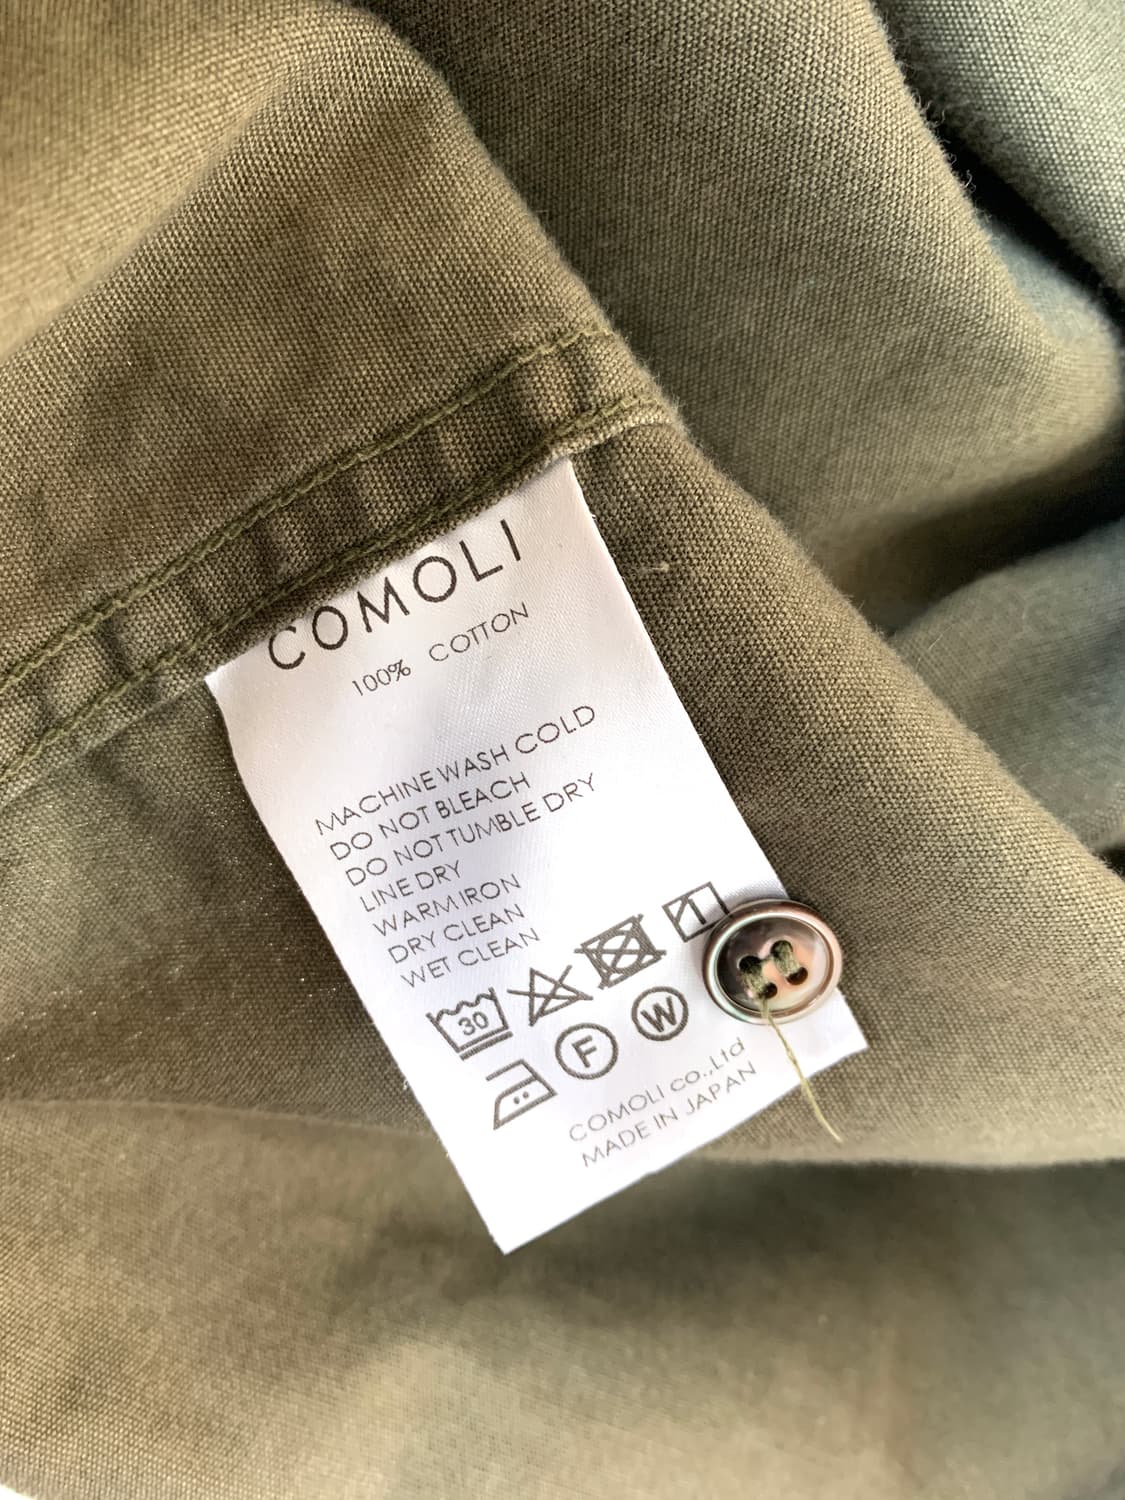 COMOLI
100% COTTON
MACHINE WASH COLD
DO NOT BLEACH
DO NOT TUMBLE DRY
LINE DRY
WARM IRON
DRY CLEAN
WET CLEAN
30
F W
COMOLI co.,Ltd
MADE IN JAPAN